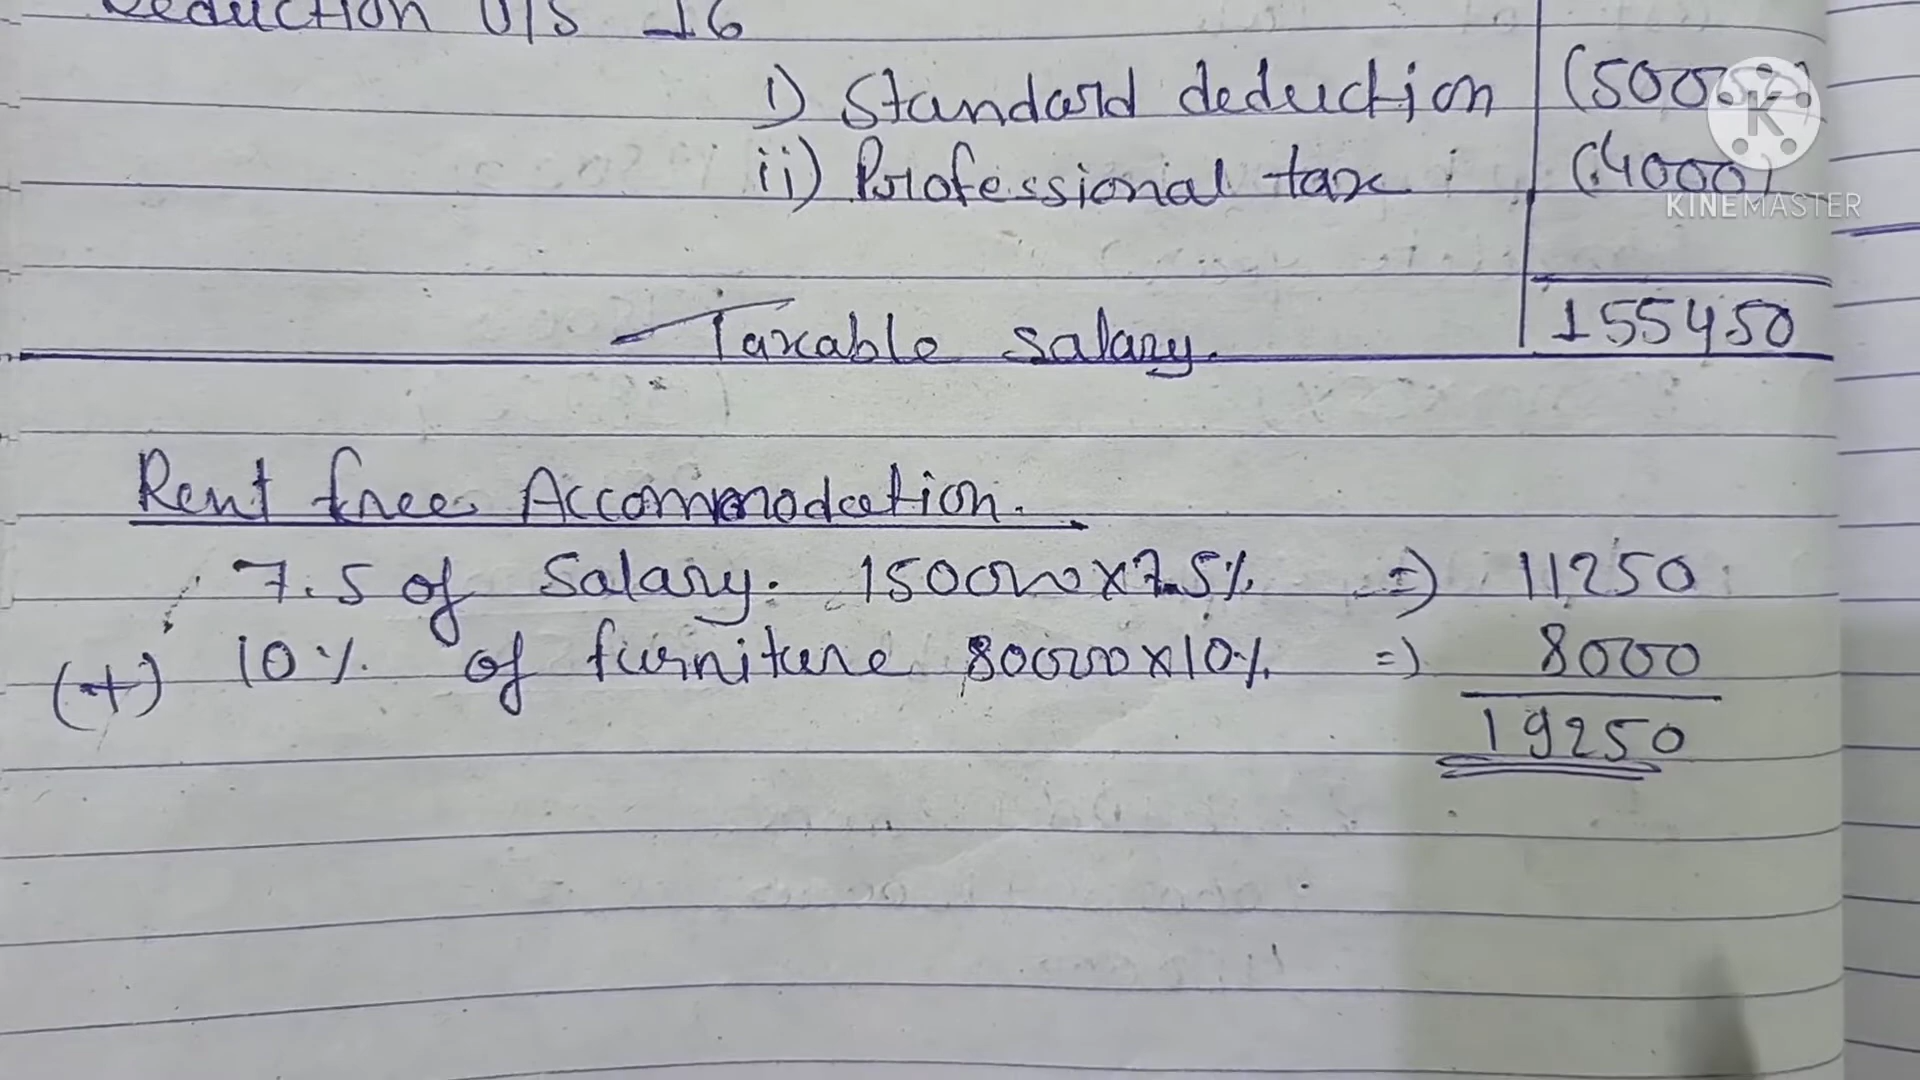 Deduction U/S 16
i) Standard deduction (50000)
ii) Professional tax (4000)
KINEMASTER
Taxable salary. 155450
Rent free Accommodation.
7.5 of Salary. 150000x7.5% =) 11250
(+) 10% of furniture 80000x10% =) 8000
19250